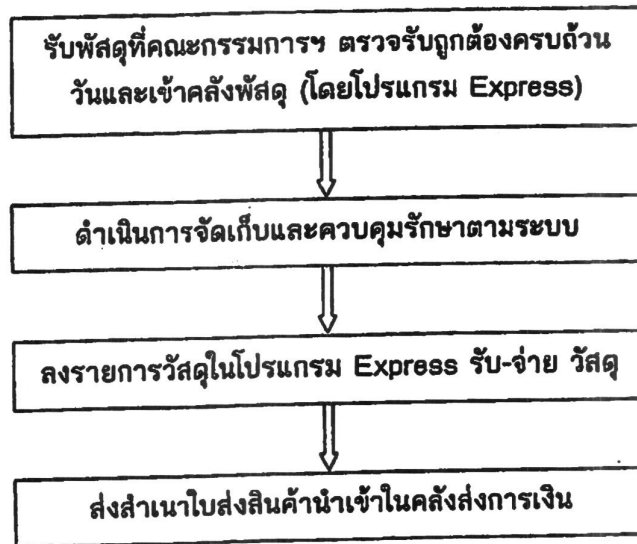 รับพัสดุที่คณะกรรมการฯ ตรวจรับถูกต้องครบถ้วน
วันและเข้าคลังพัสดุ (โดยโปรแกรม Express)
ดำเนินการจัดเก็บและควบคุมรักษาตามระบบ
ลงรายการวัสดุในโปรแกรม Express รับ-จ่าย วัสดุ
ส่งสำเนาใบส่งสินค้านำเข้าในคลังส่งการเงิน